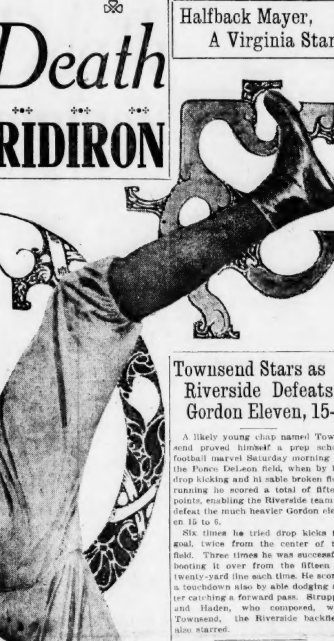 Death
RIDIRON
Halfback Mayer,
A Virginia Star
Townsend Stars as
Riverside Defeats
Gordon Eleven, 15-
A likely young chap named Tow
send proved himself a prep sch
football marvel Saturday morning
the Ponce DeLeon field, when by
drop kicking and hi sable broken fi
running he scored a total of fifte
points, enabling the Riverside team
defeat the much heavier Gordon ele
en 15 to 6.
Six times he tried drop kicks f
goal, twice from the center of t
field. Three times he was successf
booting it over from the fifteen
twenty-yard line each time. He scor
a touchdown also by able dodging
ter catching a forward pass. Strupp
and Haden, who composed, w
Townsend, the Riverside backfie
also starred.